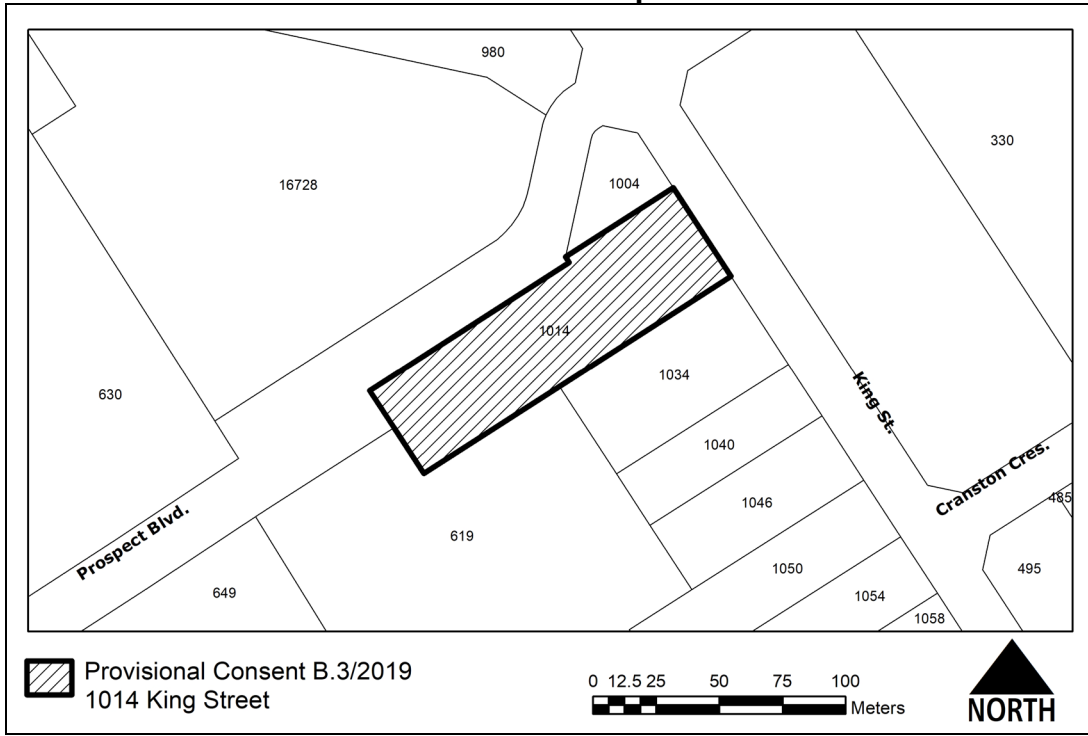 980
330
16728
1004
1014
630
1034
King St.
1040
Cranston Cres.
485
1046
Prospect Blvd.
619
649
1050
495
1054
1058
Provisional Consent B.3/2019
1014 King Street
0 12.5 25 50 75 100
Meters
NORTH